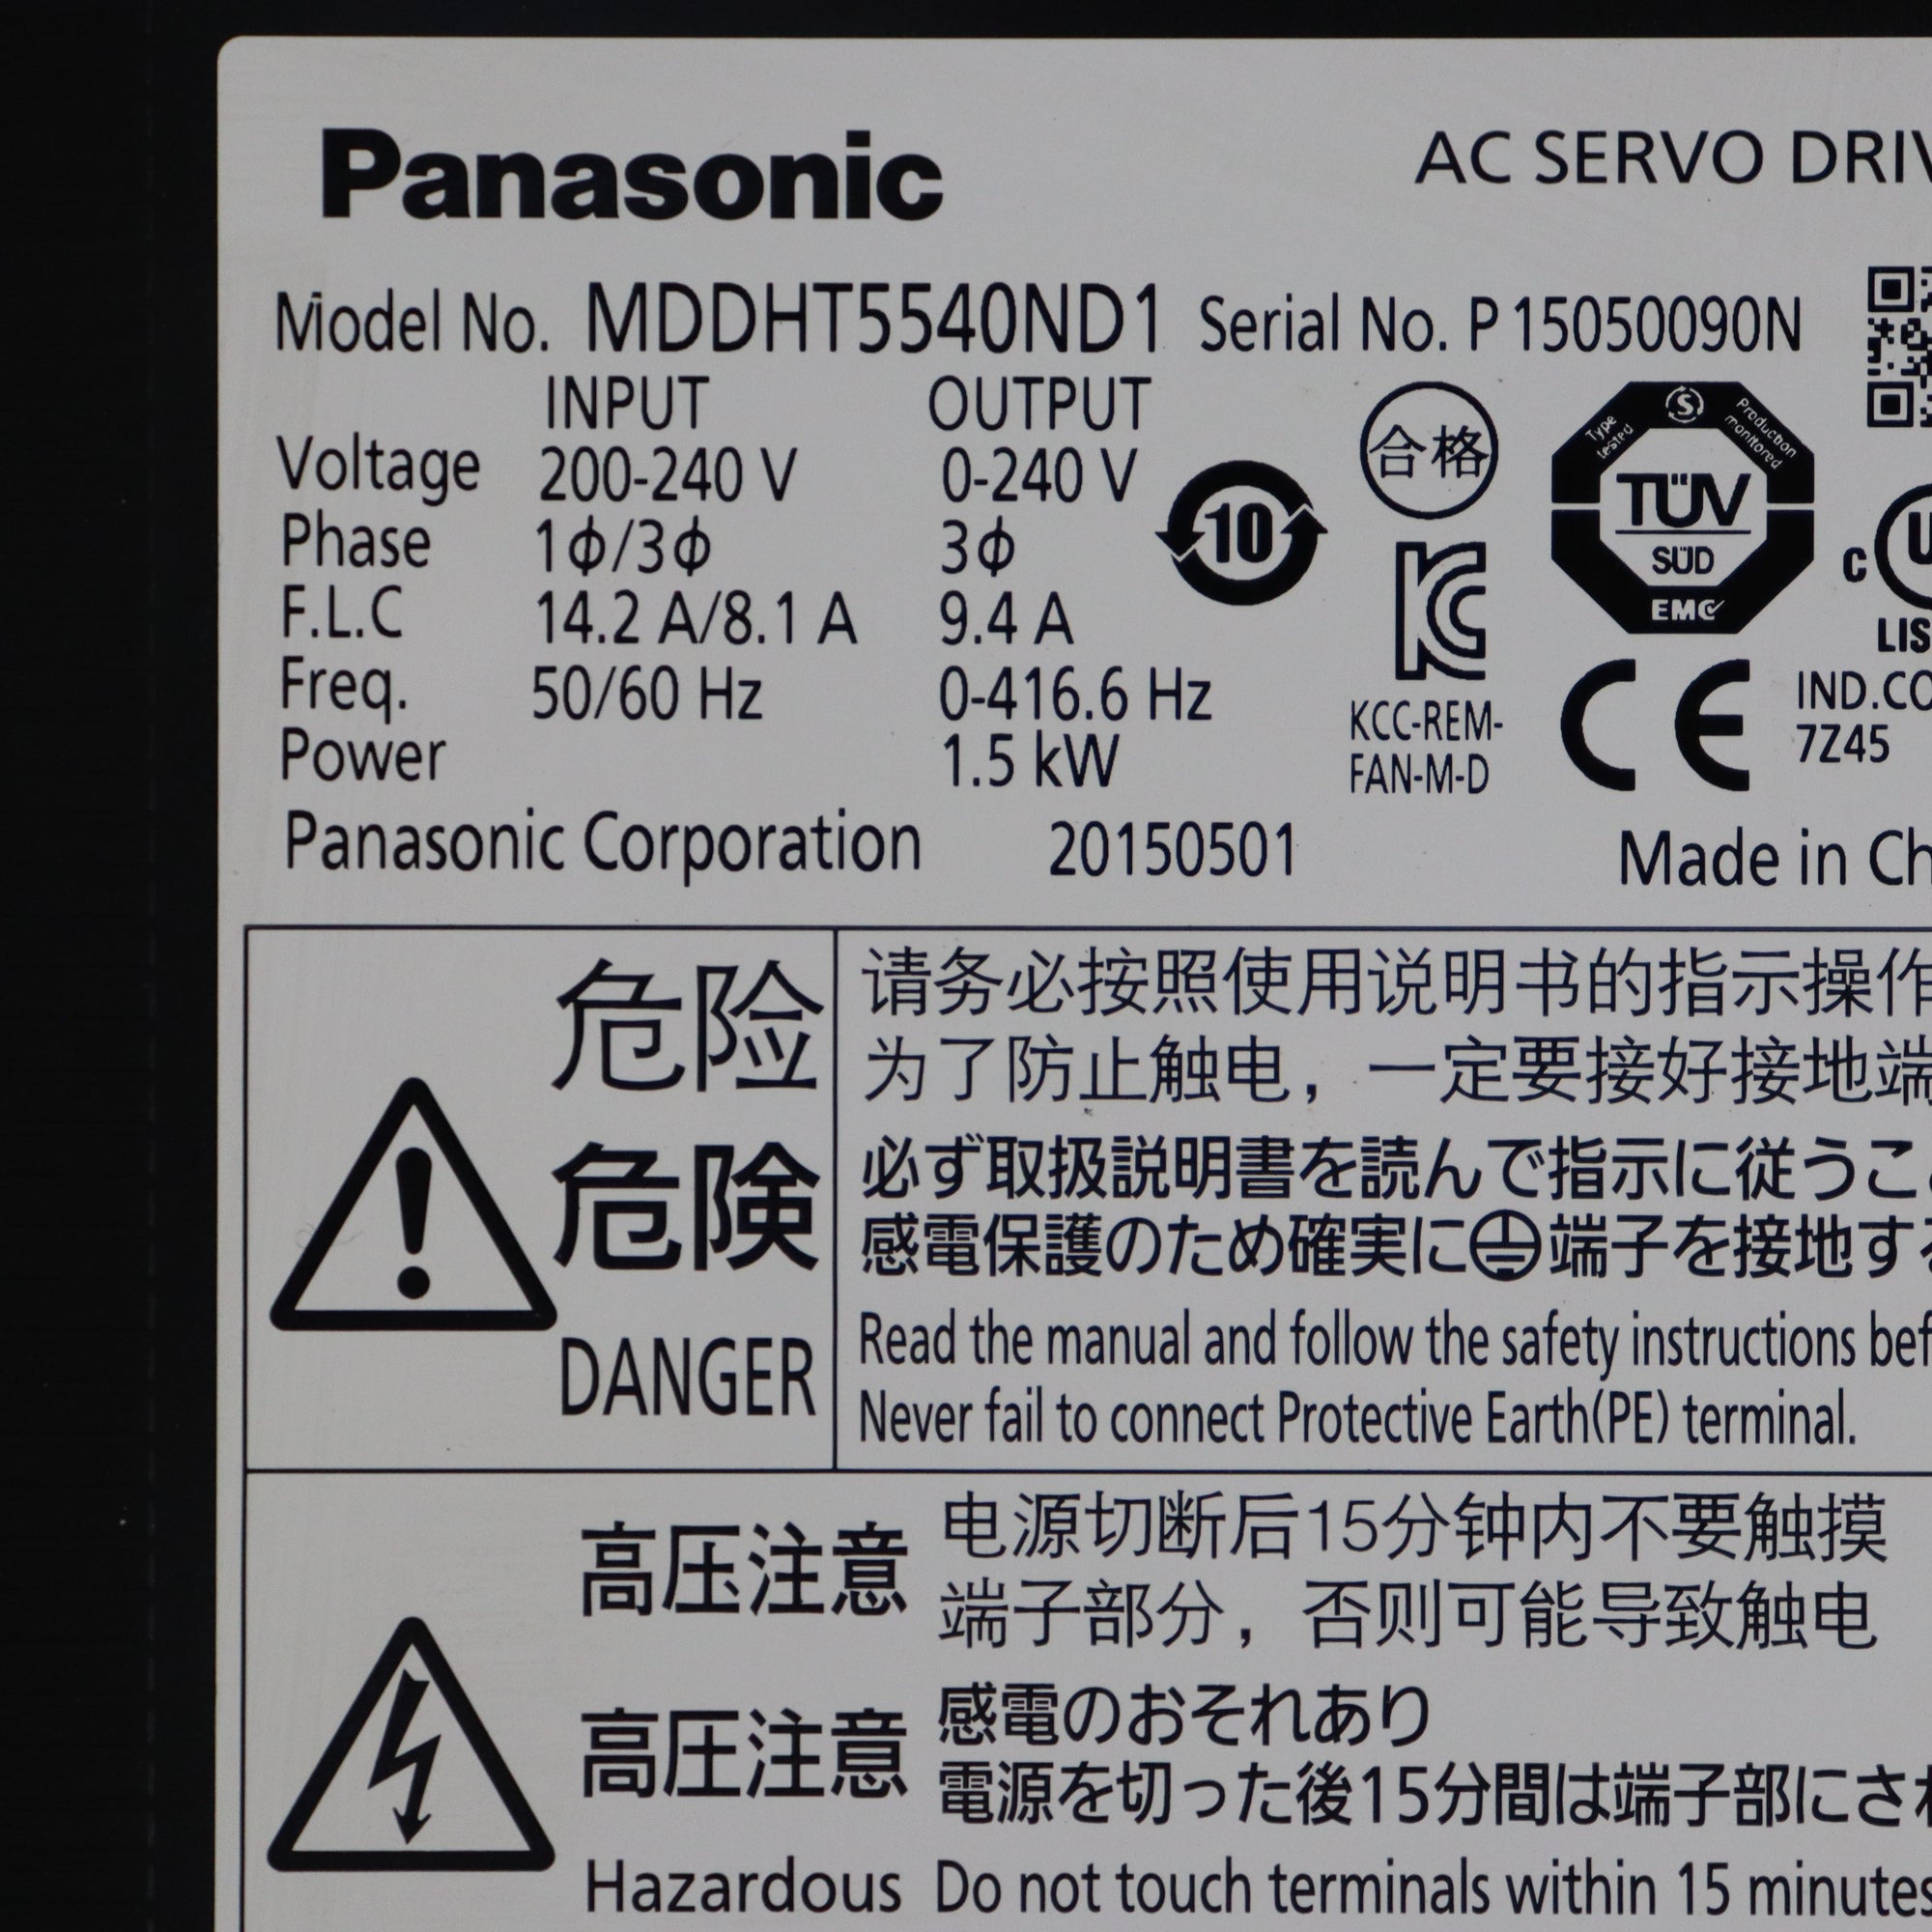 Panasonic
AC SERVO
Model No. MDDHT5540ND1 Serial No. P15050090N
INPUT OUTPUT
Voltage 200-240 V 0-240 V
Phase 1ф/3ф 3ф
F.L.C 14.2 A/8.1 A 9.4 A
Freq. 50/60 Hz 0-416.6 Hz
Power 1.5 kW
10
合格
KC
KCC-REM-
FAN-M-D
Type tested
Production monitored
TÜV
SÜD
EMC
CE
C
IND.CO
7Z45
Panasonic Corporation 20150501 Made in
危险
危険
DANGER
请务必按照使用说明书的指示操作
为了防止触电，一定要接好接地端
必ず取扱説明書を読んで指示に従うこ
感電保護のため確実に端子を接地す
Read the manual and follow the safety instructions
Never fail to connect Protective Earth(PE) terminal.
高压注意
电源切断后15分钟内不要触摸
端子部分，否则可能导致触电
高圧注意
感電のおそれあり
電源を切った後15分間は端子部にさ
Hazardous Do not touch terminals within 15 minutes